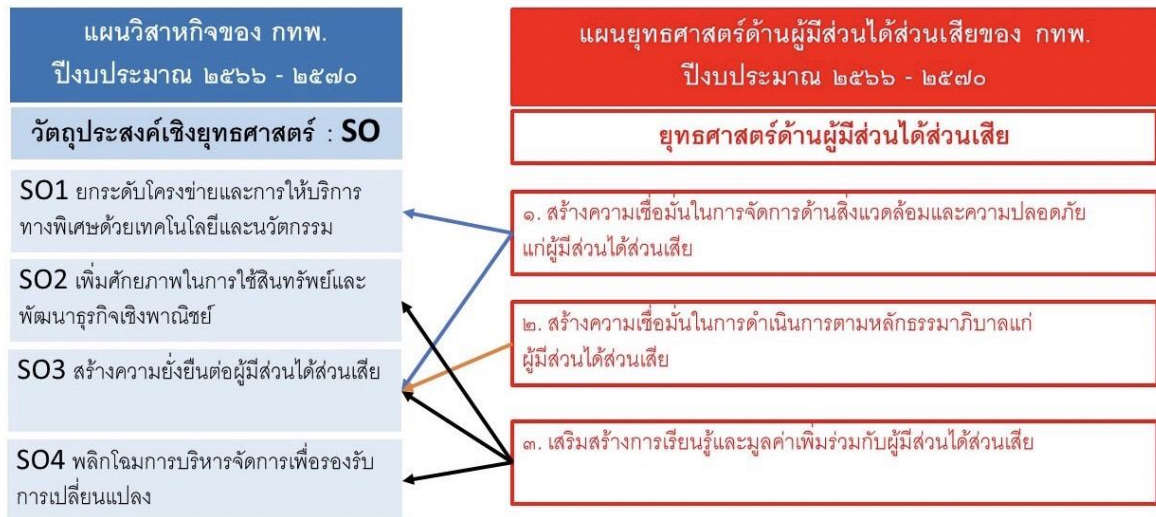 แผนวิสาหกิจของ กทพ.
ปีงบประมาณ ๒๕๖๖ - ๒๕๗๐
วัตถุประสงค์เชิงยุทธศาสตร์ : SO
SO1 ยกระดับโครงข่ายและการให้บริการ
ทางพิเศษด้วยเทคโนโลยีและนวัตกรรม
SO2 เพิ่มศักยภาพในการใช้สินทรัพย์และ
พัฒนาธุรกิจเชิงพาณิชย์
SO3 สร้างความยั่งยืนต่อผู้มีส่วนได้ส่วนเสีย
SO4 พลิกโฉมการบริหารจัดการเพื่อรองรับ
การเปลี่ยนแปลง
แผนยุทธศาสตร์ด้านผู้มีส่วนได้ส่วนเสียของ กทพ.
ปีงบประมาณ ๒๕๖๖ - ๒๕๗๐
ยุทธศาสตร์ด้านผู้มีส่วนได้ส่วนเสีย
๑. สร้างความเชื่อมั่นในการจัดการด้านสิ่งแวดล้อมและความปลอดภัย
แก่ผู้มีส่วนได้ส่วนเสีย
๒. สร้างความเชื่อมั่นในการดำเนินการตามหลักธรรมาภิบาลแก่
ผู้มีส่วนได้ส่วนเสีย
๓. เสริมสร้างการเรียนรู้และมูลค่าเพิ่มร่วมกับผู้มีส่วนได้ส่วนเสีย